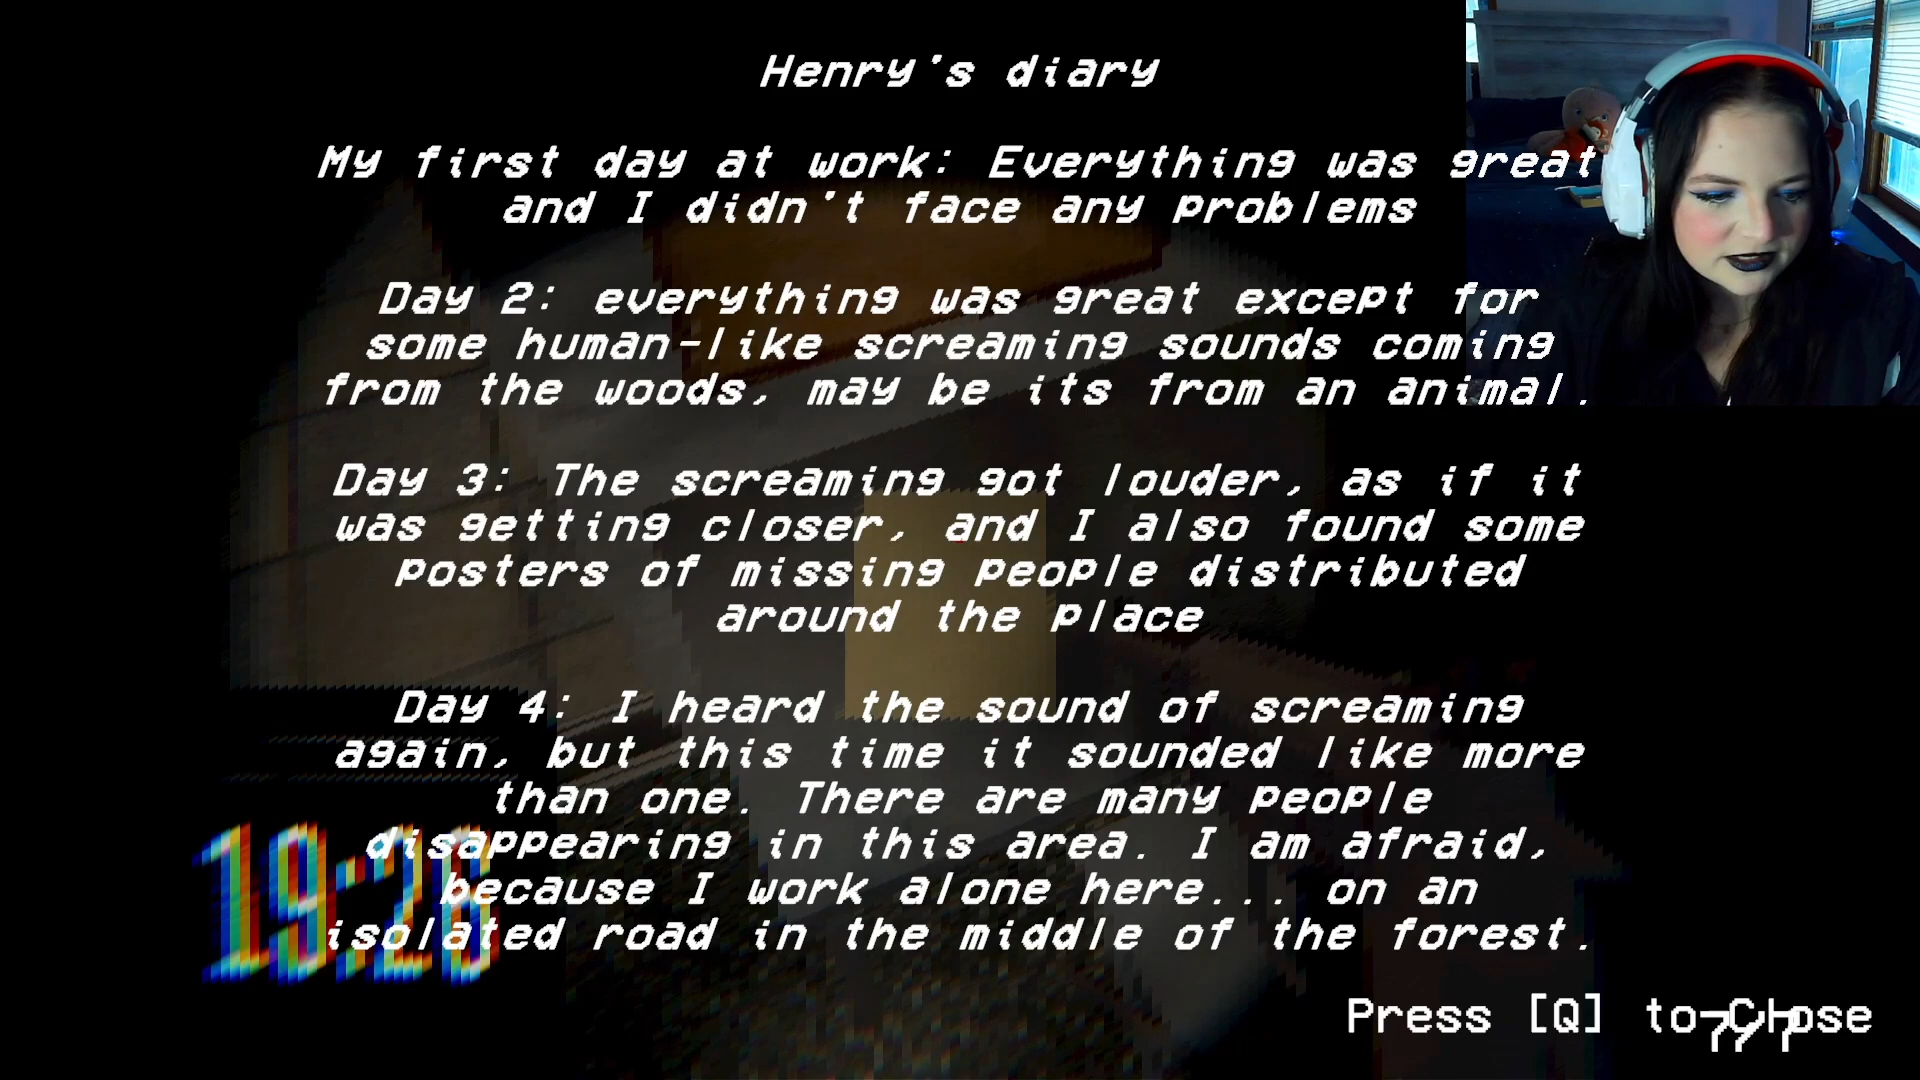 Henry's diary
My first day at work: Everything was great
and I didn't face any problems
Day 2: everything was great except for
some human-like screaming sounds coming
from the woods, may be its from an animal.
Day 3: The screaming got louder, as if it
was getting closer, and I also found some
posters of missing people distributed
around the place
Day 4: I heard the sound of screaming
again, but this time it sounded like more
than one. There are many people
disappearing in this area. I am afraid,
because I work alone here... on an
isolated road in the middle of the forest.
19:26
Press [Q] to Close